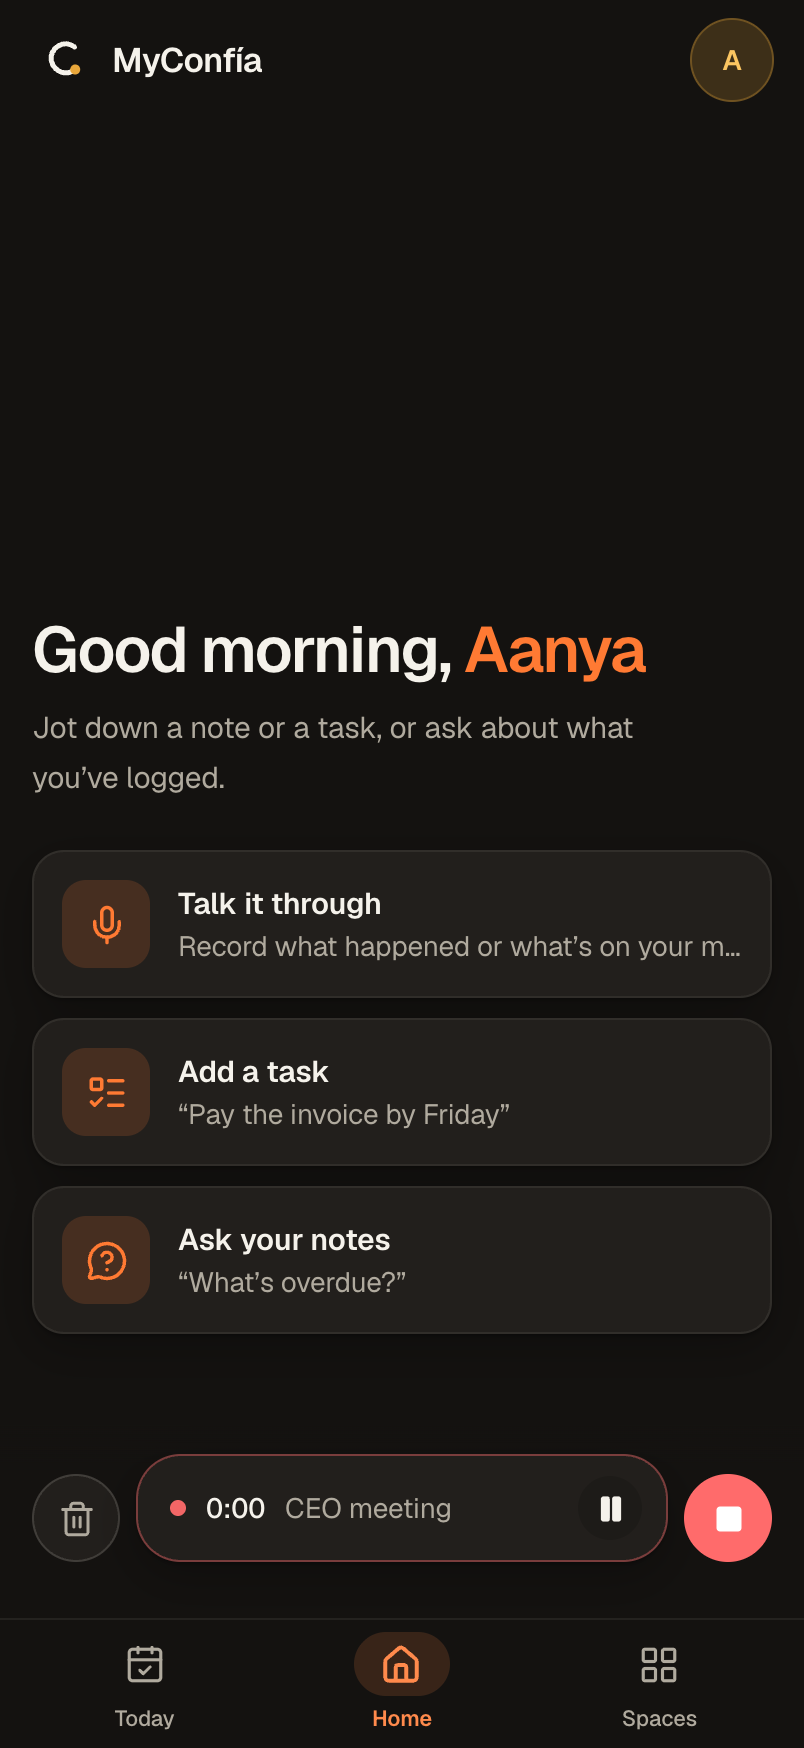 MyConfía
A
Good morning, Aanya
Jot down a note or a task, or ask about what
you’ve logged.
Talk it through
Record what happened or what’s on your m…
Add a task
“Pay the invoice by Friday”
Ask your notes
“What’s overdue?”
0:00 CEO meeting
Today
Home
Spaces